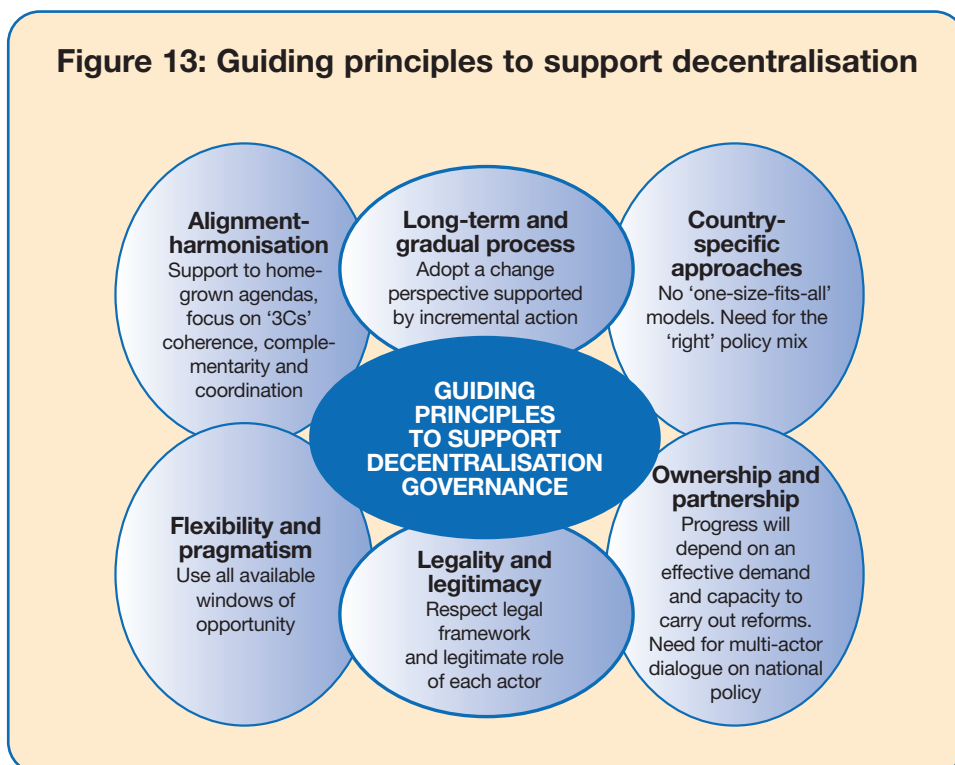 Figure 13: Guiding principles to support decentralisation
Alignment-
harmonisation
Support to home-
grown agendas,
focus on ‘3Cs’
coherence, comple-
mentarity and
coordination
Long-term and
gradual process
Adopt a change
perspective supported
by incremental action
Country-
specific
approaches
No ‘one-size-fits-all’
models. Need for the
‘right’ policy mix
GUIDING
PRINCIPLES
TO SUPPORT
DECENTRALISATION
GOVERNANCE
Flexibility and
pragmatism
Use all available
windows of
opportunity
Legality and
legitimacy
Respect legal
framework
and legitimate role
of each actor
Ownership and
partnership
Progress will
depend on an
effective demand
and capacity to
carry out reforms.
Need for multi-actor
dialogue on national
policy